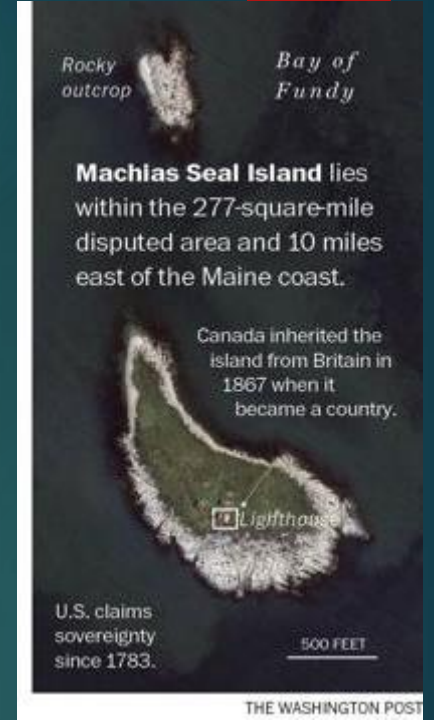 Rocky
outcrop
Bay of
Fundy
Machias Seal Island lies
within the 277-square-mile
disputed area and 10 miles
east of the Maine coast.
Canada inherited the
island from Britain in
1867 when it
became a country.
Lighthouse
U.S. claims
sovereignty
since 1783.
500 FEET
THE WASHINGTON POST